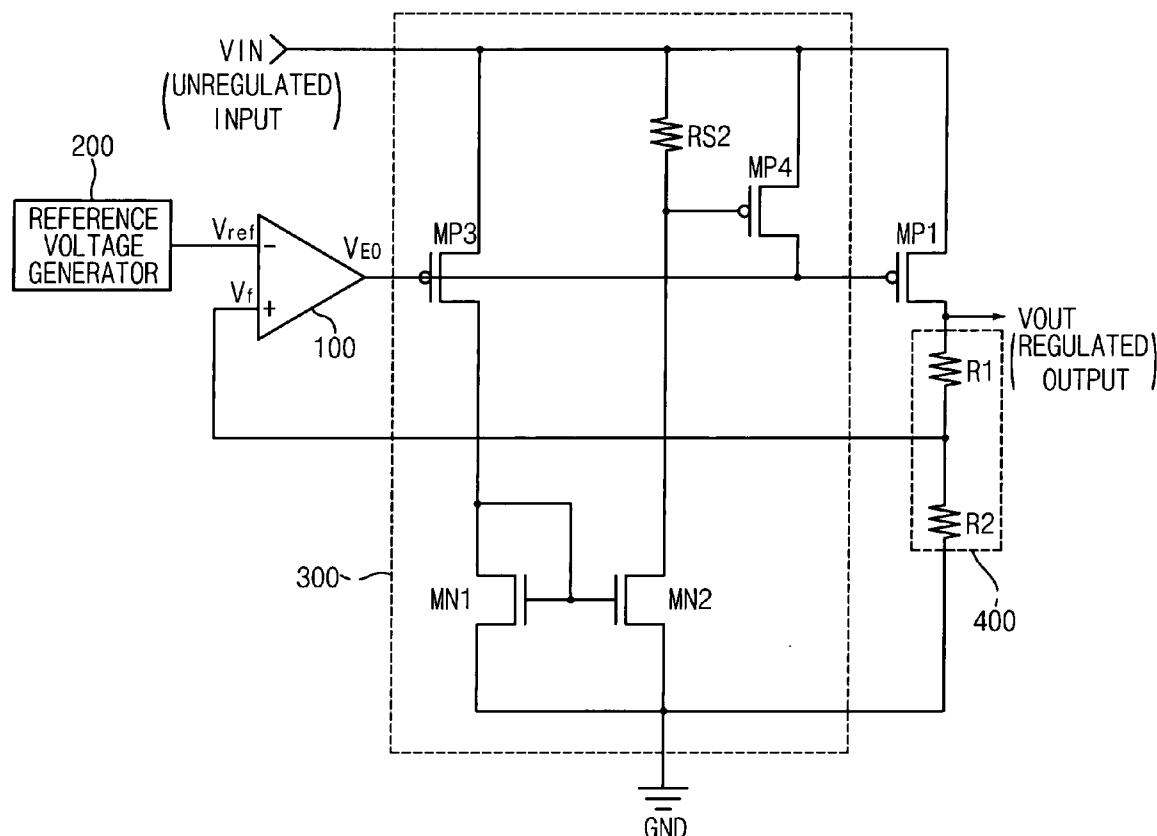 VIN
(UNREGULATED)
INPUT
200
REFERENCE
VOLTAGE
GENERATOR
Vref
Vf
-
+
100
VE0
MP3
RS2
MP4
MP1
VOUT
(REGULATED)
OUTPUT
R1
R2
400
300
MN1
MN2
GND